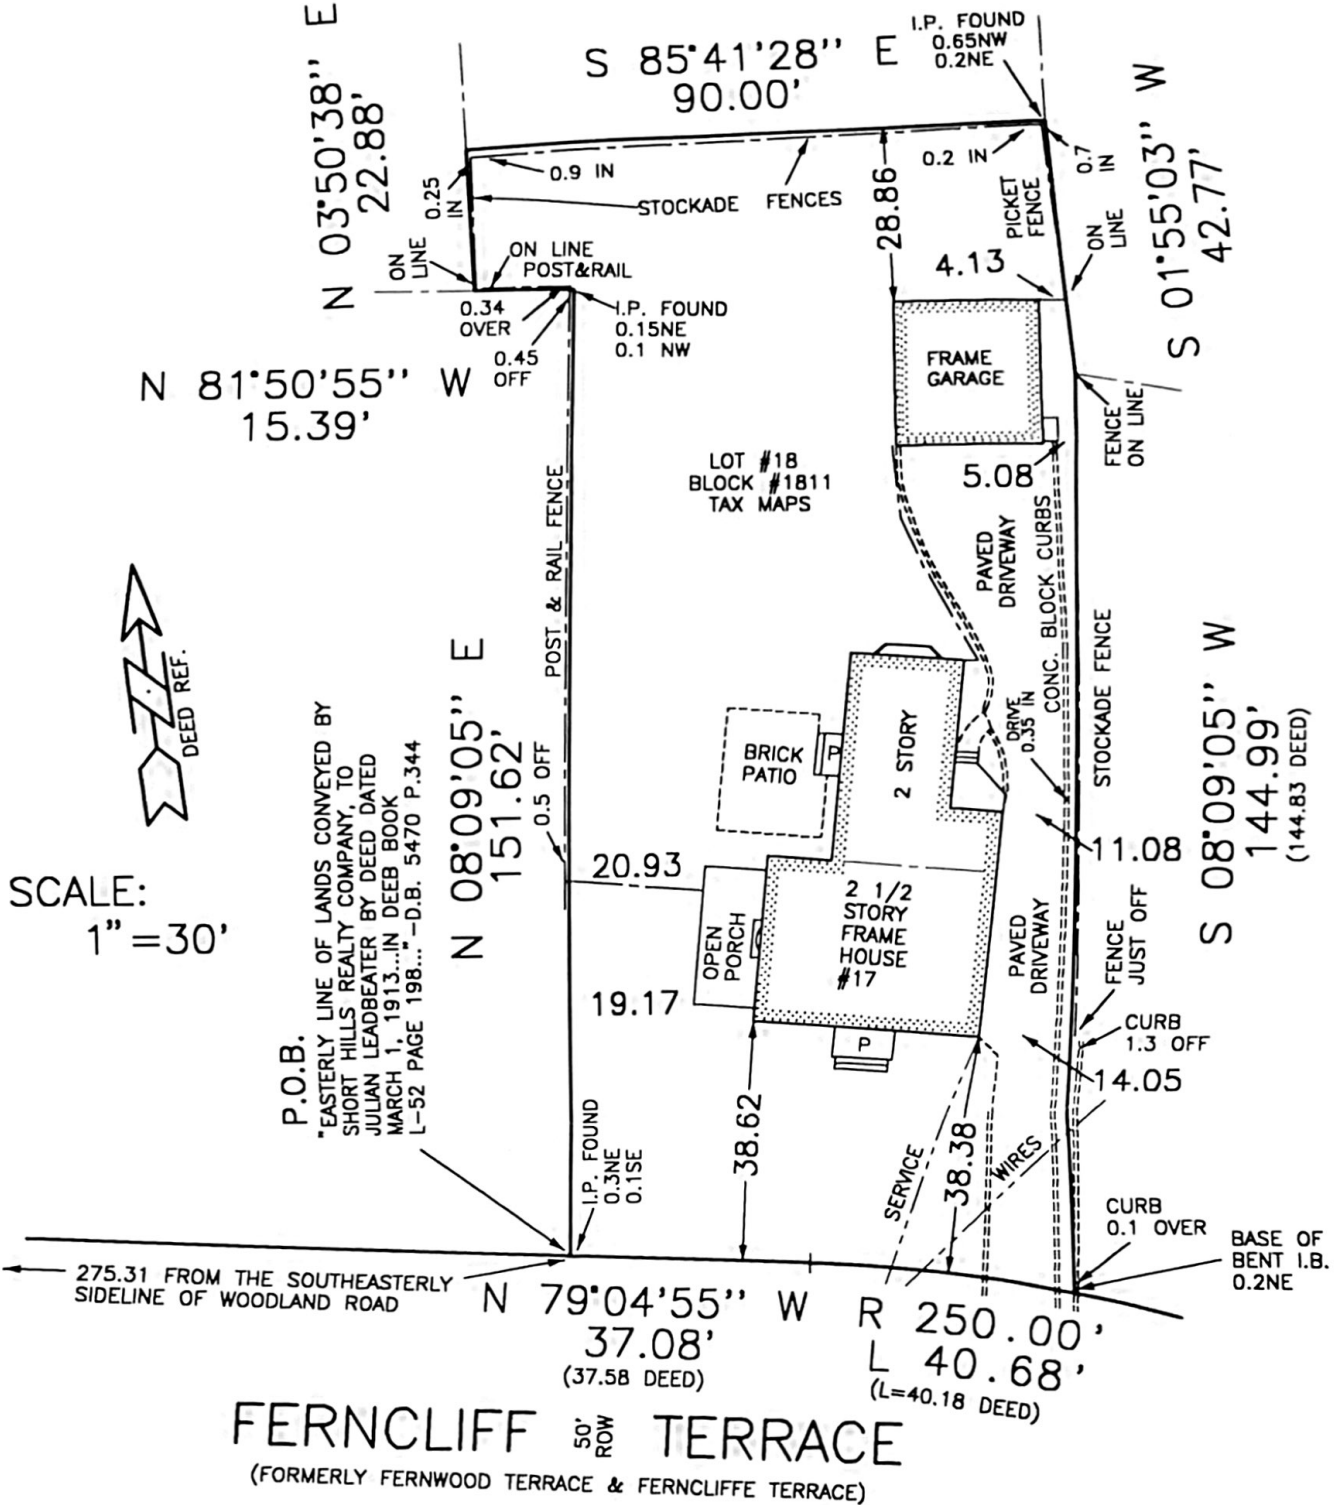 I.P. FOUND
0.65NW
0.2NE
S 85°41'28" E
90.00'
N 03°50'38" E
22.88'
S 01°55'03" W
42.77'
0.25
IN
0.9 IN
0.2 IN
0.7
IN
STOCKADE FENCES
28.86
PICKET
FENCE
ON
LINE
ON
LINE
ON LINE
POST&RAIL
4.13
0.34
OVER
I.P. FOUND
0.15NE
0.1 NW
0.45
OFF
N 81°50'55" W
15.39'
FRAME
GARAGE
FENCE
ON LINE
LOT #18
BLOCK #1811
TAX MAPS
5.08
POST & RAIL FENCE
PAVED
DRIVEWAY
CONC. BLOCK CURBS
STOCKADE FENCE
DEED REF.
N 08°09'05" E
151.62'
0.5 OFF
BRICK
PATIO
P
2 STORY
DRIVE
0.35 IN
S 08°09'05" W
144.99'
(144.83 DEED)
SCALE:
1"=30'
20.93
11.08
2 1/2
STORY
FRAME
HOUSE
#17
OPEN
PORCH
PAVED
DRIVEWAY
FENCE
JUST OFF
19.17
P
CURB
1.3 OFF
14.05
P.O.B.
"EASTERLY LINE OF LANDS CONVEYED BY
SHORT HILLS REALTY COMPANY, TO
JULIAN LEADBEATER BY DEED DATED
MARCH 1, 1913...IN DEEB BOOK
L-52 PAGE 198..."-D.B. 5470 P.344
I.P. FOUND
0.3NE
0.1SE
38.62
38.38
SERVICE
WIRES
CURB
0.1 OVER
BASE OF
BENT I.B.
0.2NE
275.31 FROM THE SOUTHEASTERLY
SIDELINE OF WOODLAND ROAD
N 79°04'55" W
37.08'
(37.58 DEED)
R 250.00'
L 40.68'
(L=40.18 DEED)
FERNCLIFF 50' ROW TERRACE
(FORMERLY FERNWOOD TERRACE & FERNCLIFFE TERRACE)